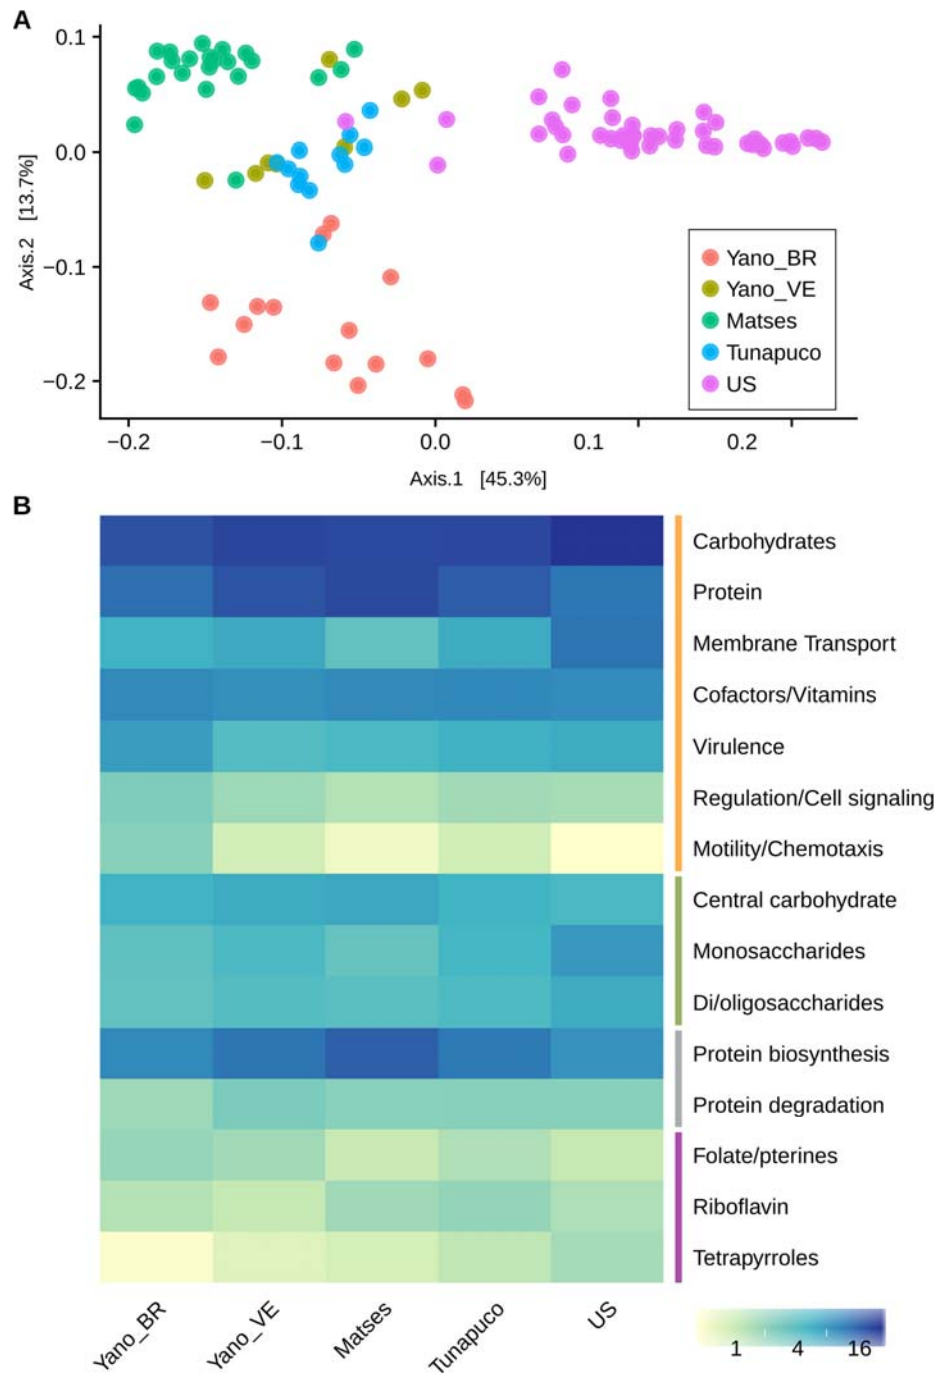 A
0.1
0.0
−0.1
−0.2
Axis.2 [13.7%]
Yano_BR
Yano_VE
Matses
Tunapuco
US
−0.2
−0.1
0.0
0.1
0.2
Axis.1 [45.3%]
B
Carbohydrates
Protein
Membrane Transport
Cofactors/Vitamins
Virulence
Regulation/Cell signaling
Motility/Chemotaxis
Central carbohydrate
Monosaccharides
Di/oligosaccharides
Protein biosynthesis
Protein degradation
Folate/pterines
Riboflavin
Tetrapyrroles
Yano_BR
Yano_VE
Matses
Tunapuco
US
1
4
16